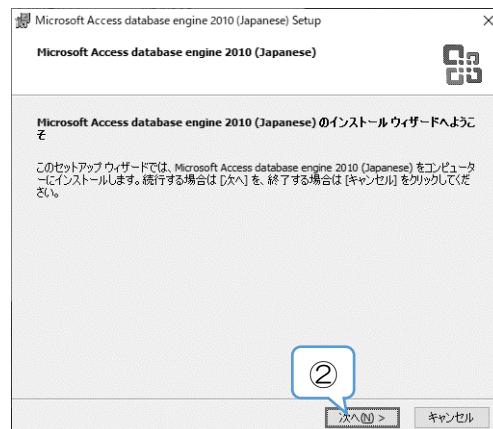 Microsoft Access database engine 2010 (Japanese) Setup
Microsoft Access database engine 2010 (Japanese)
Microsoft Access database engine 2010 (Japanese) のインストール ウィザードへようこ
そ
このセットアップ ウィザードでは、Microsoft Access database engine 2010 (Japanese) をコンピュータ
ーにインストールします。続行する場合は [次へ] を、終了する場合は [キャンセル] をクリックしてくだ
さい。
②
次へ(N) >
キャンセル